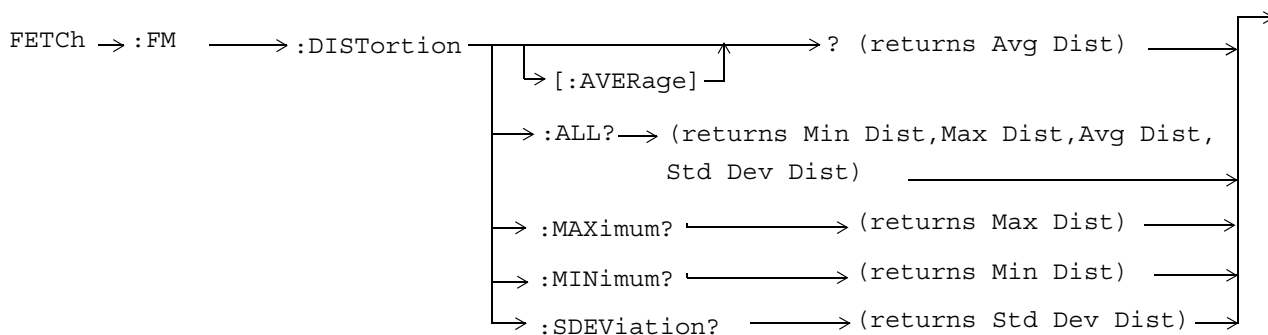 FETCh :FM :DISTortion ? (returns Avg Dist)
[:AVERage]
:ALL? (returns Min Dist,Max Dist,Avg Dist,
Std Dev Dist)
:MAXimum? (returns Max Dist)
:MINimum? (returns Min Dist)
:SDEViation? (returns Std Dev Dist)